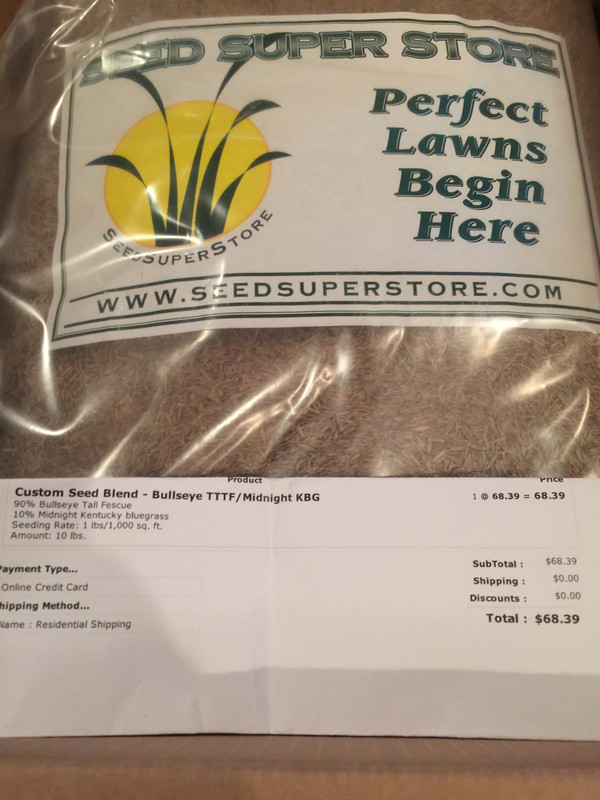 SEED SUPER STORE
Perfect
Lawns
Begin
Here
SEEDSUPERSTORE
WWW.SEEDSUPERSTORE.COM
Product Price
Custom Seed Blend - Bullseye TTTF/Midnight KBG 1 @ 68.39 = 68.39
90% Bullseye Tall Fescue
10% Midnight Kentucky bluegrass
Seeding Rate: 1 lbs/1,000 sq. ft.
Amount: 10 lbs.
SubTotal : $68.39
Payment Type...
Shipping : $0.00
Online Credit Card
Discounts : $0.00
hipping Method...
Total : $68.39
Name : Residential Shipping